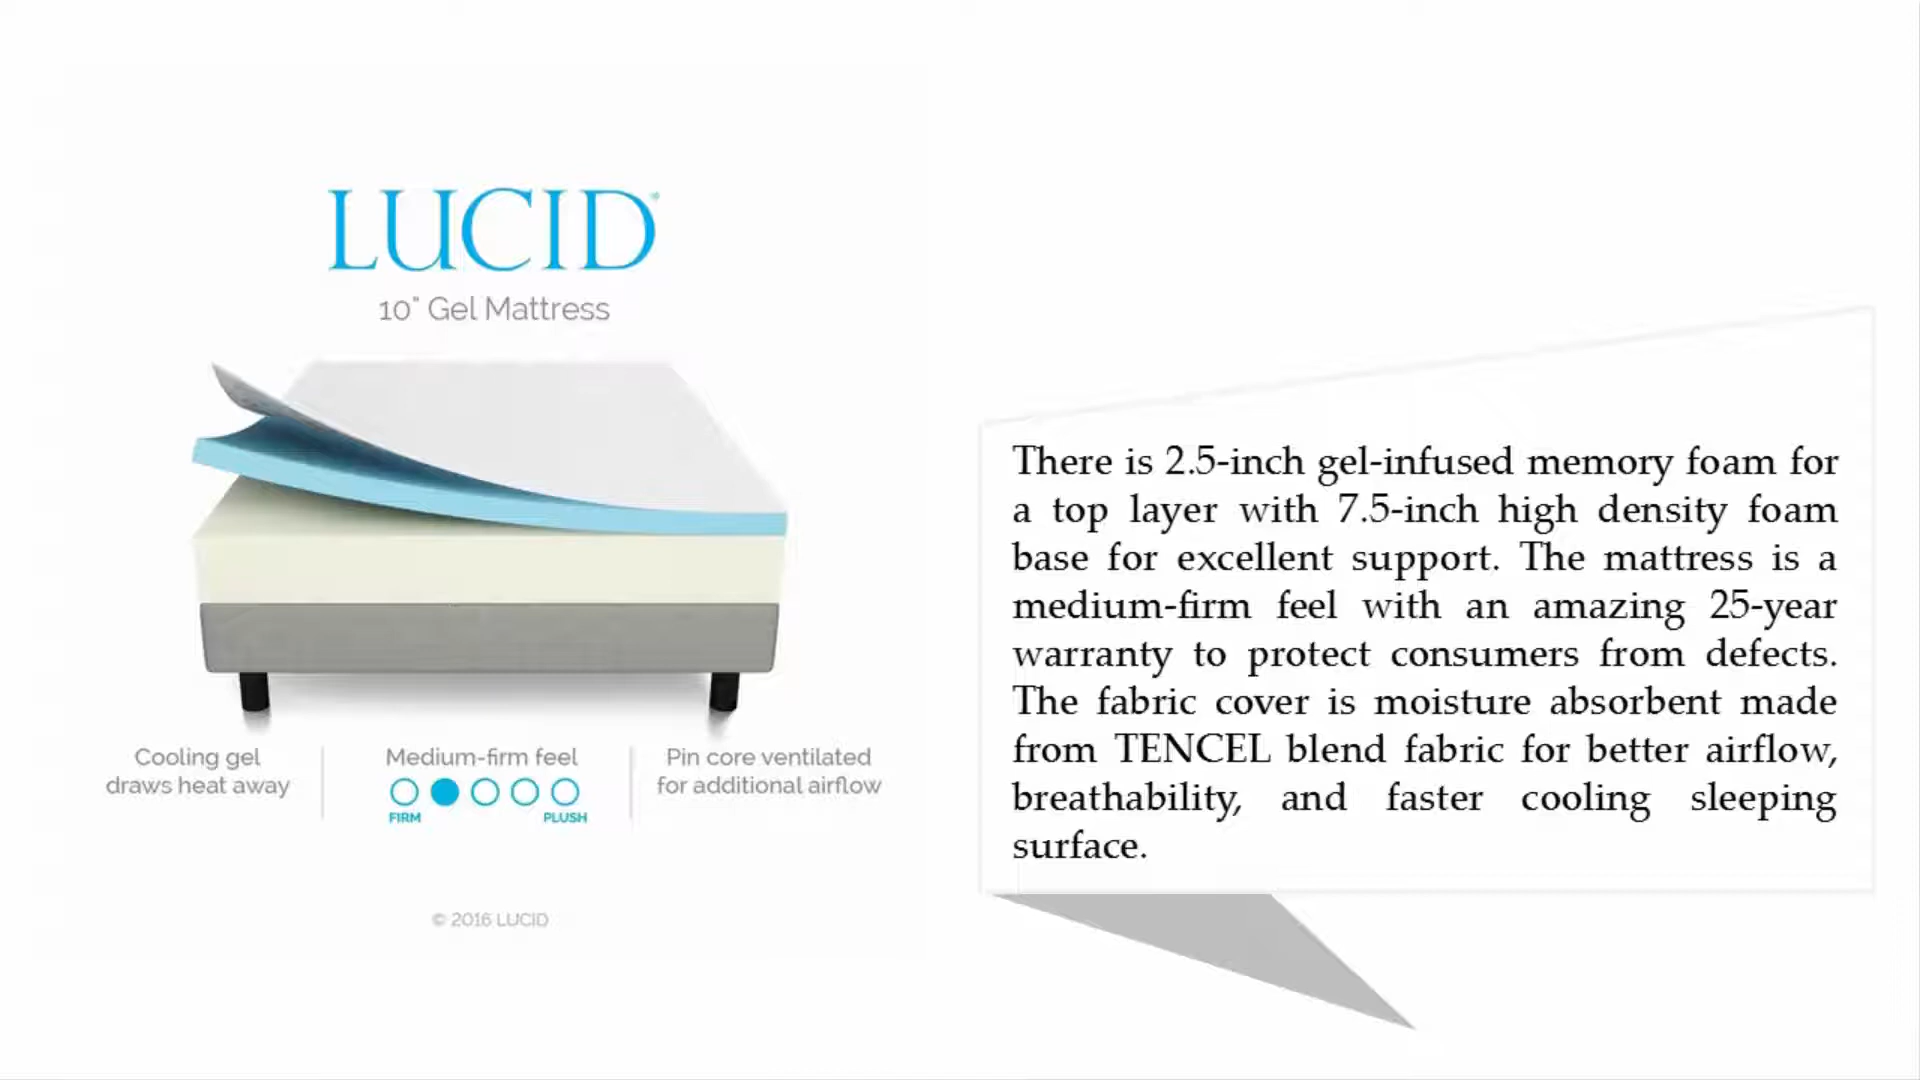 LUCID
10" Gel Mattress
Cooling gel
draws heat away
Medium-firm feel
FIRM PLUSH
Pin core ventilated
for additional airflow
© 2016 LUCID
There is 2.5-inch gel-infused memory foam for
a top layer with 7.5-inch high density foam
base for excellent support. The mattress is a
medium-firm feel with an amazing 25-year
warranty to protect consumers from defects.
The fabric cover is moisture absorbent made
from TENCEL blend fabric for better airflow,
breathability, and faster cooling sleeping
surface.